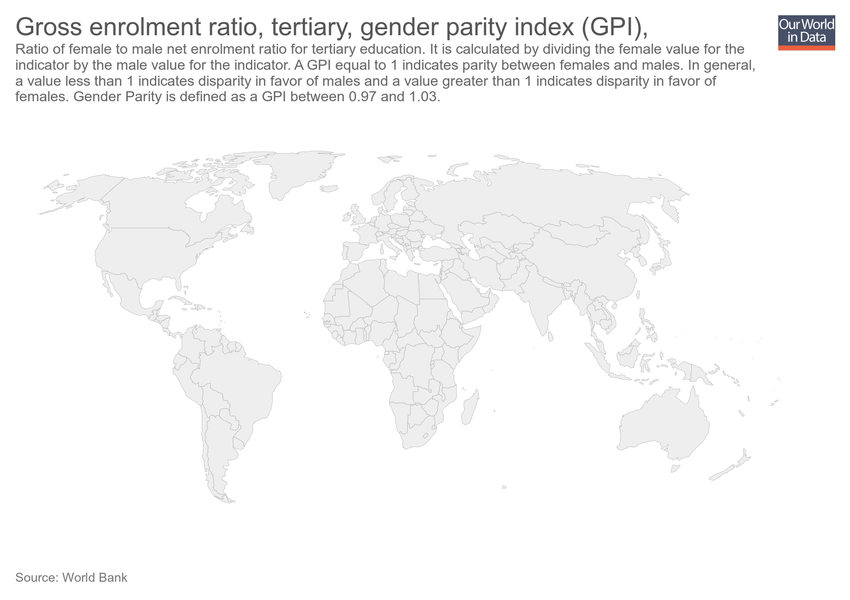 Gross enrolment ratio, tertiary, gender parity index (GPI),
Our World
in Data
Ratio of female to male net enrolment ratio for tertiary education. It is calculated by dividing the female value for the
indicator by the male value for the indicator. A GPI equal to 1 indicates parity between females and males. In general,
a value less than 1 indicates disparity in favor of males and a value greater than 1 indicates disparity in favor of
females. Gender Parity is defined as a GPI between 0.97 and 1.03.
Source: World Bank